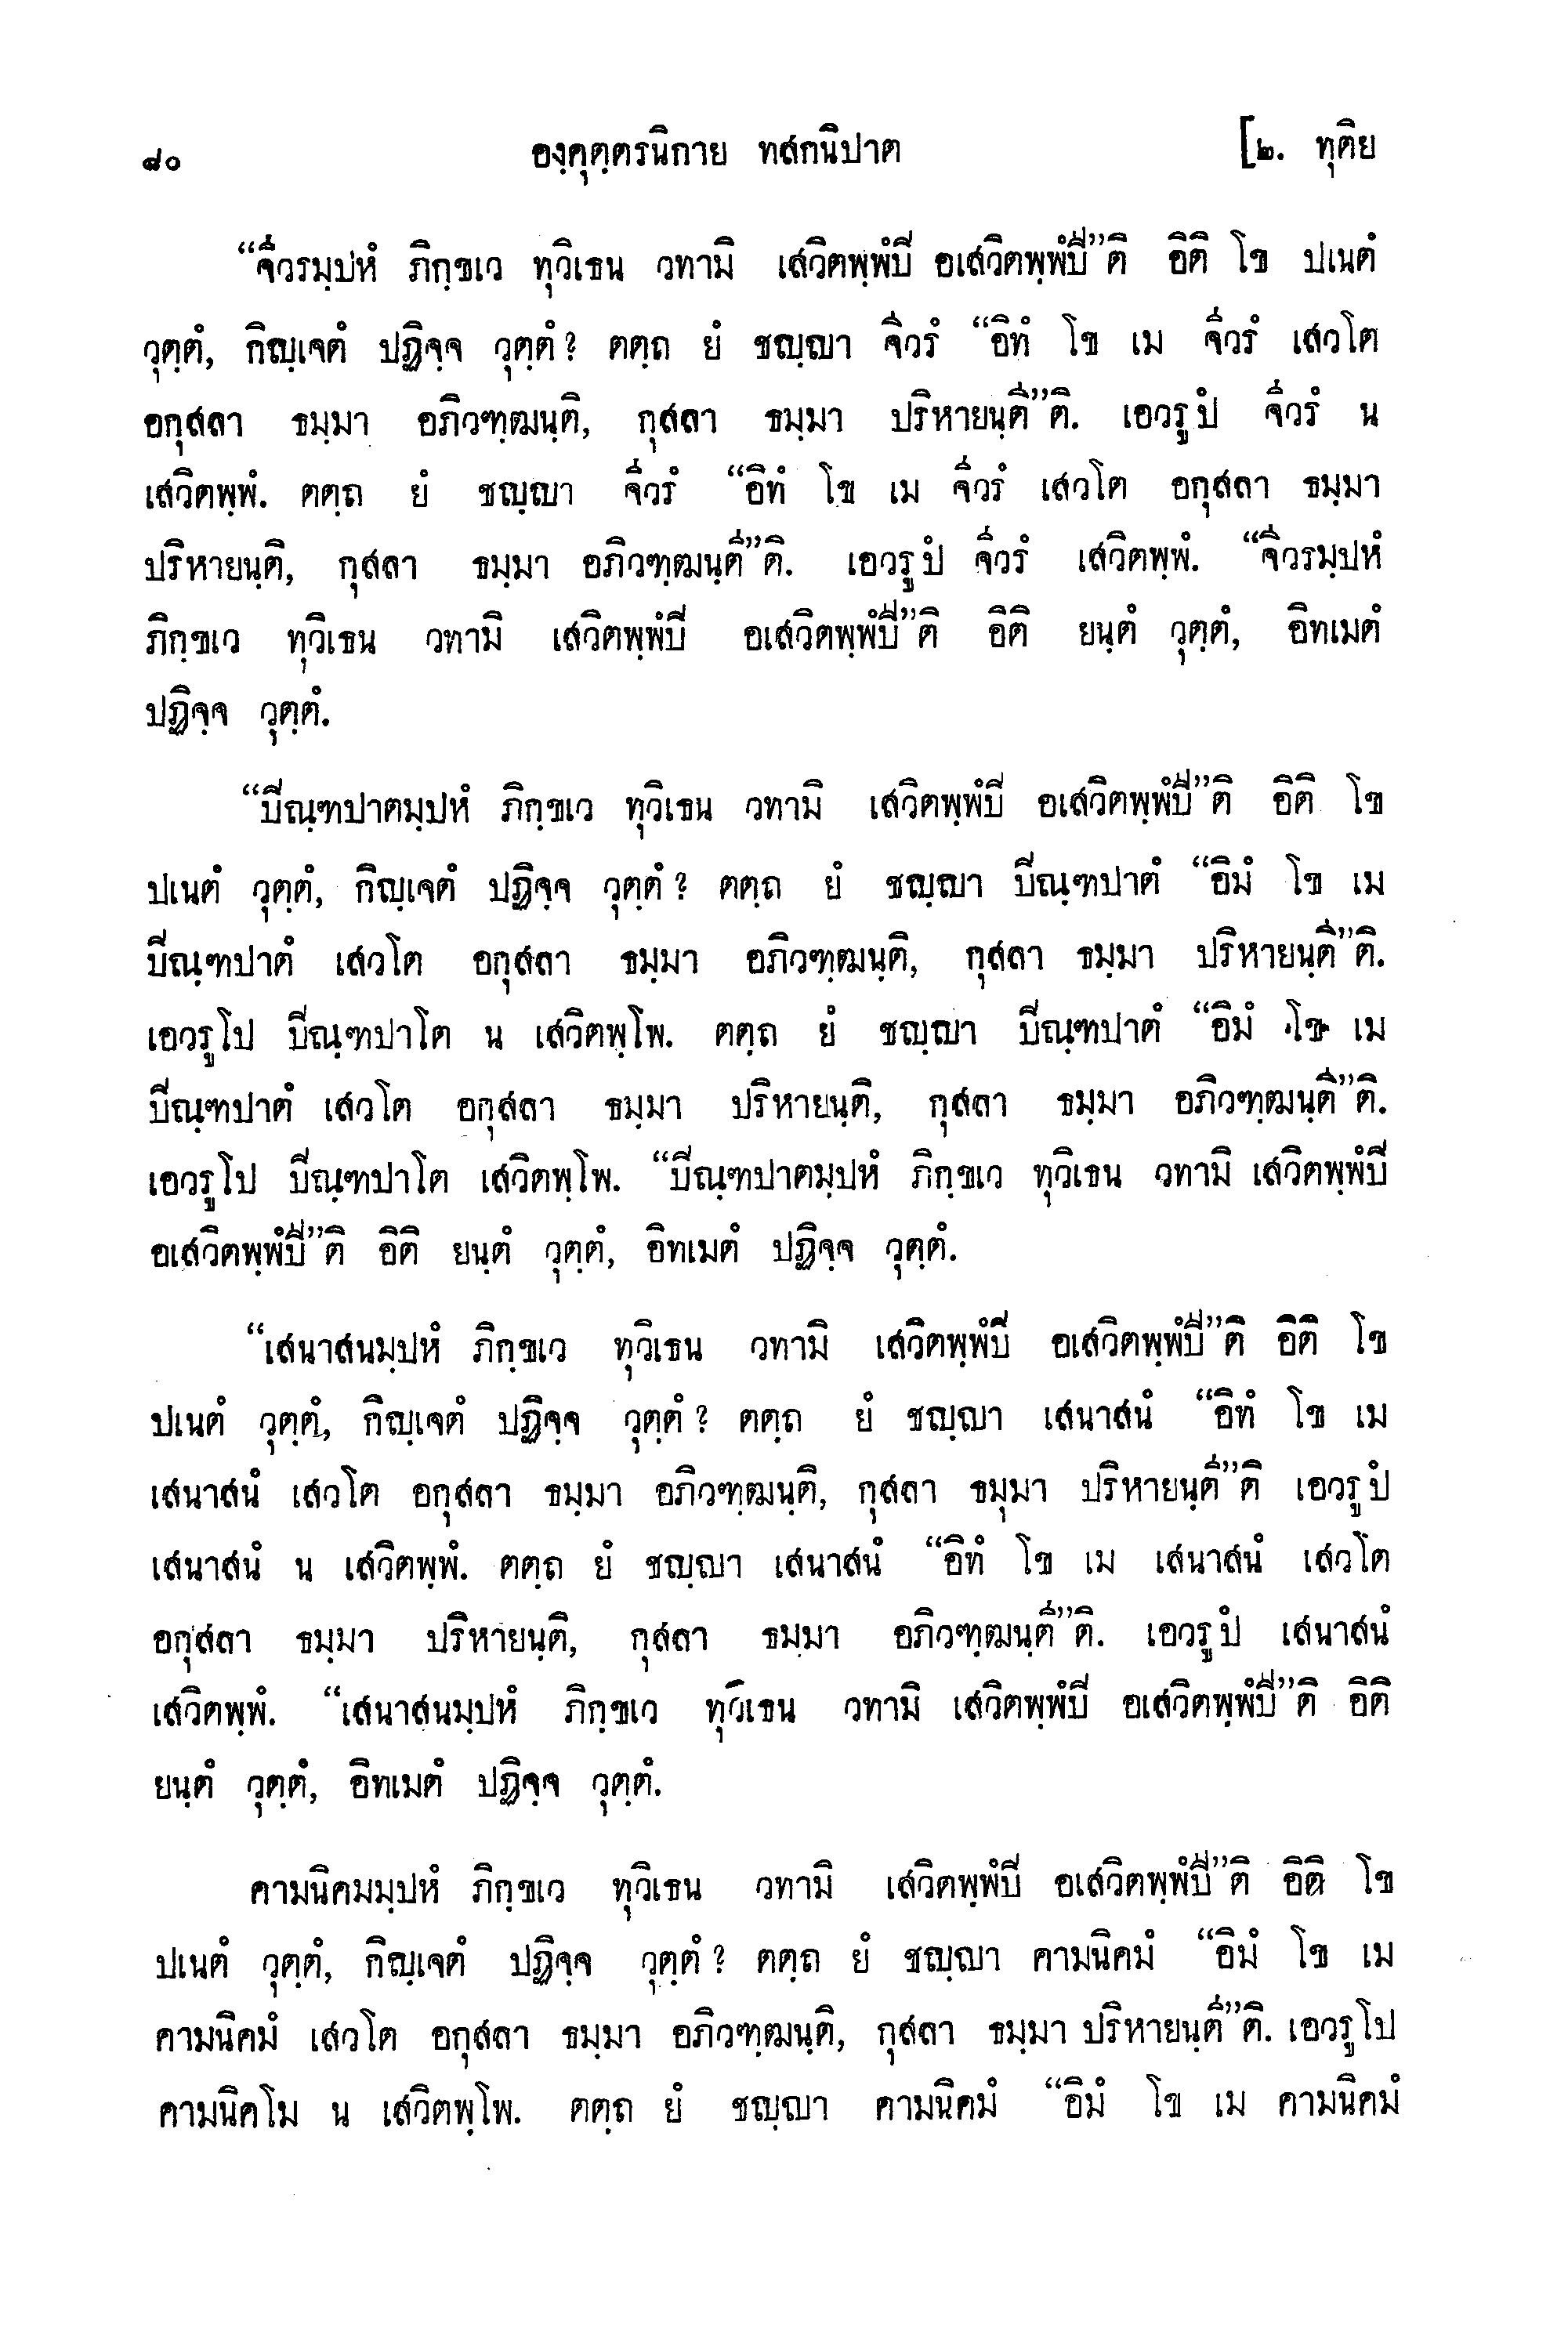 ๘๐ องฺคุตฺตรนิกาย ทสกนิปาต [๒. ทุติย
“จีวรมฺปหํ ภิกฺขเว ทุวิเธน วทามิ เสวิตพฺพํปี อเสวิตพฺพํปี”ติ อิติ โข ปเนตํ
วุตฺตํ, กิญฺเจตํ ปฏิจฺจ วุตฺตํ? ตตฺถ ยํ ชญฺญา จีวรํ “อิทํ โข เม จีวรํ เสวโต
อกุสลา ธมฺมา อภิวฑฺฒนฺติ, กุสลา ธมฺมา ปริหายนฺตี”ติ. เอวรูปํ จีวรํ น
เสวิตพฺพํ. ตตฺถ ยํ ชญฺญา จีวรํ “อิทํ โข เม จีวรํ เสวโต อกุสลา ธมฺมา
ปริหายนฺติ, กุสลา ธมฺมา อภิวฑฺฒนฺตี”ติ. เอวรูปํ จีวรํ เสวิตพฺพํ. “จีวรมฺปหํ
ภิกฺขเว ทุวิเธน วทามิ เสวิตพฺพํปี อเสวิตพฺพํปี”ติ อิติ ยนฺตํ วุตฺตํ, อิทเมตํ
ปฏิจฺจ วุตฺตํ.
“ปีณฺฑปาตมฺปหํ ภิกฺขเว ทุวิเธน วทามิ เสวิตพฺพํปี อเสวิตพฺพํปี”ติ อิติ โข
ปเนตํ วุตฺตํ, กิญฺเจตํ ปฏิจฺจ วุตฺตํ? ตตฺถ ยํ ชญฺญา ปีณฺฑปาตํ “อิมํ โข เม
ปีณฺฑปาตํ เสวโต อกุสลา ธมฺมา อภิวฑฺฒนฺติ, กุสลา ธมฺมา ปริหายนฺตี”ติ.
เอวรูโป ปีณฺฑปาโต น เสวิตพฺโพ. ตตฺถ ยํ ชญฺญา ปีณฺฑปาตํ “อิมํ โข เม
ปีณฺฑปาตํ เสวโต อกุสลา ธมฺมา ปริหายนฺติ, กุสลา ธมฺมา อภิวฑฺฒนฺตี”ติ.
เอวรูโป ปีณฺฑปาโต เสวิตพฺโพ. “ปีณฺฑปาตมฺปหํ ภิกฺขเว ทุวิเธน วทามิ เสวิตพฺพํปี
อเสวิตพฺพํปี”ติ อิติ ยนฺตํ วุตฺตํ, อิทเมตํ ปฏิจฺจ วุตฺตํ.
“เสนาสนมฺปหํ ภิกฺขเว ทุวิเธน วทามิ เสวิตพฺพํปี อเสวิตพฺพํปี”ติ อิติ โข
ปเนตํ วุตฺตํ, กิญฺเจตํ ปฏิจฺจ วุตฺตํ? ตตฺถ ยํ ชญฺญา เสนาสนํ “อิทํ โข เม
เสนาสนํ เสวโต อกุสลา ธมฺมา อภิวฑฺฒนฺติ, กุสลา ธมุมา ปริหายนฺตี”ติ เอวรูปํ
เสนาสนํ น เสวิตพฺพํ. ตตฺถ ยํ ชญฺญา เสนาสนํ “อิทํ โข เม เสนาสนํ เสวโต
อกุสลา ธมฺมา ปริหายนฺติ, กุสลา ธมฺมา อภิวฑฺฒนฺตี”ติ. เอวรูปํ เสนาสนํ
เสวิตพฺพํ. “เสนาสนมฺปหํ ภิกฺขเว ทุวิเธน วทามิ เสวิตพฺพํปี อเสวิตพฺพํปี”ติ อิติ
ยนฺตํ วุตฺตํ, อิทเมตํ ปฏิจฺจ วุตฺตํ.
คามนิคมมฺปหํ ภิกฺขเว ทุวิเธน วทามิ เสวิตพฺพํปี อเสวิตพฺพํปี”ติ อิติ โข
ปเนตํ วุตฺตํ, กิญฺเจตํ ปฏิจฺจ วุตฺตํ? ตตฺถ ยํ ชญฺญา คามนิคมํ “อิมํ โข เม
คามนิคมํ เสวโต อกุสลา ธมฺมา อภิวฑฺฒนฺติ, กุสลา ธมฺมา ปริหายนฺตี”ติ. เอวรูโป
คามนิคโม น เสวิตพฺโพ. ตตฺถ ยํ ชญฺญา คามนิคมํ “อิมํ โข เม คามนิคมํ